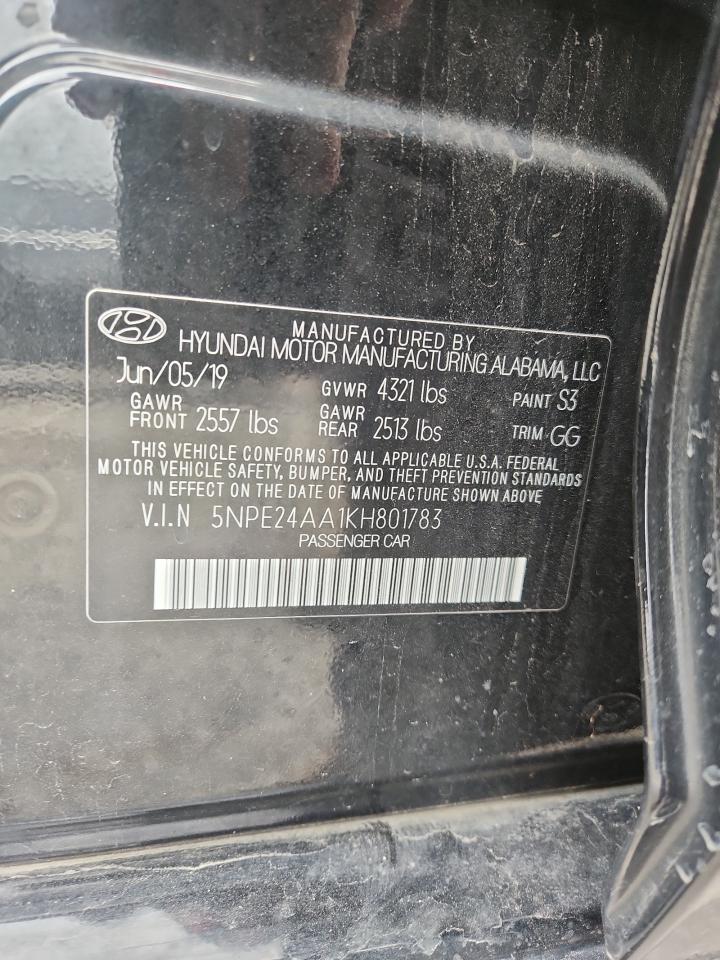 MANUFACTURED BY
HYUNDAI MOTOR MANUFACTURING ALABAMA, LLC
Jun/05/19 GVWR 4321 lbs PAINT S3
GAWR FRONT 2557 lbs GAWR REAR 2513 lbs TRIM GG
THIS VEHICLE CONFORMS TO ALL APPLICABLE U.S.A. FEDERAL
MOTOR VEHICLE SAFETY, BUMPER, AND THEFT PREVENTION STANDARDS
IN EFFECT ON THE DATE OF MANUFACTURE SHOWN ABOVE
V.I.N 5NPE24AA1KH801783
PASSENGER CAR